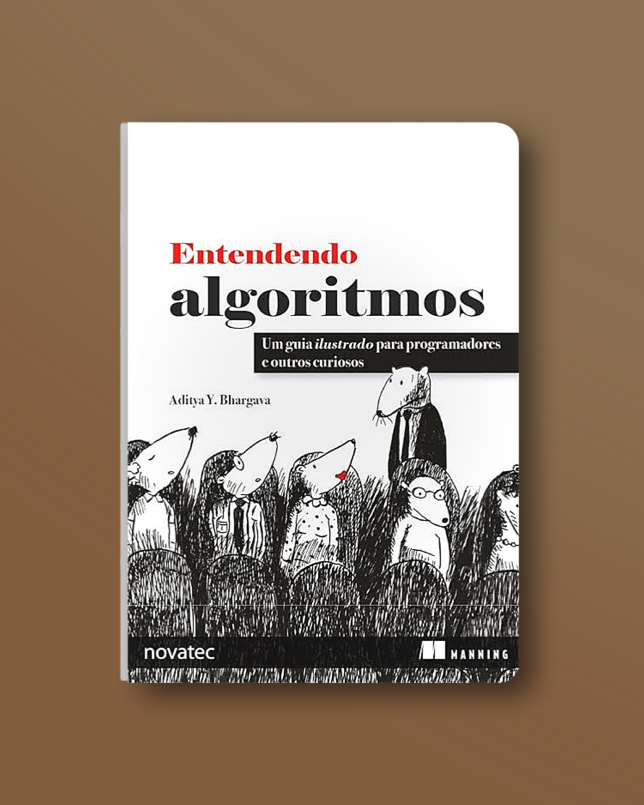 Entendendo
algoritmos
Um guia ilustrado para programadores
e outros curiosos
Aditya Y. Bhargava
novatec
MANNING